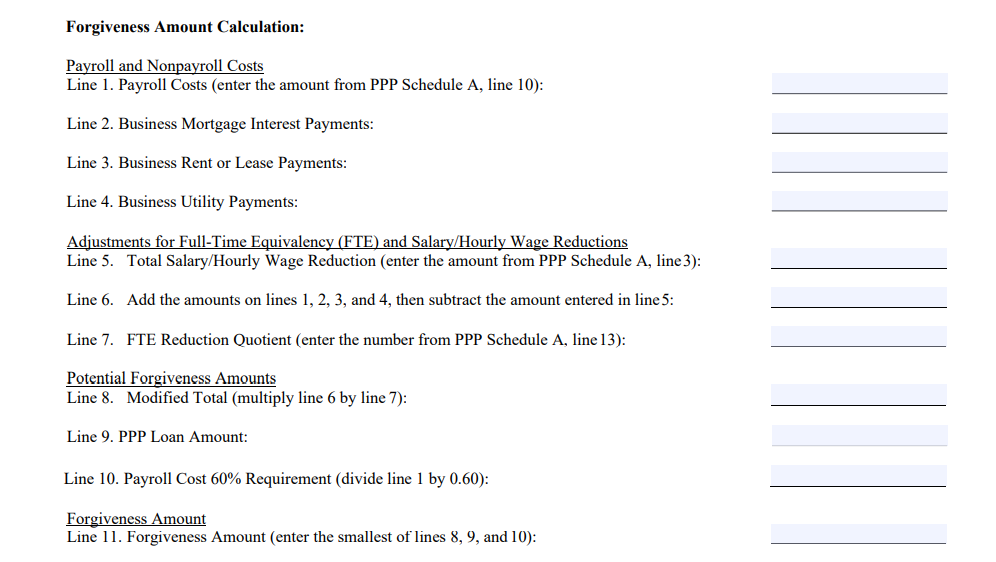 Forgiveness Amount Calculation:
Payroll and Nonpayroll Costs
Line 1. Payroll Costs (enter the amount from PPP Schedule A, line 10):
Line 2. Business Mortgage Interest Payments:
Line 3. Business Rent or Lease Payments:
Line 4. Business Utility Payments:
Adjustments for Full-Time Equivalency (FTE) and Salary/Hourly Wage Reductions
Line 5. Total Salary/Hourly Wage Reduction (enter the amount from PPP Schedule A, line 3):
Line 6. Add the amounts on lines 1, 2, 3, and 4, then subtract the amount entered in line 5:
Line 7. FTE Reduction Quotient (enter the number from PPP Schedule A, line 13):
Potential Forgiveness Amounts
Line 8. Modified Total (multiply line 6 by line 7):
Line 9. PPP Loan Amount:
Line 10. Payroll Cost 60% Requirement (divide line 1 by 0.60):
Forgiveness Amount
Line 11. Forgiveness Amount (enter the smallest of lines 8, 9, and 10):